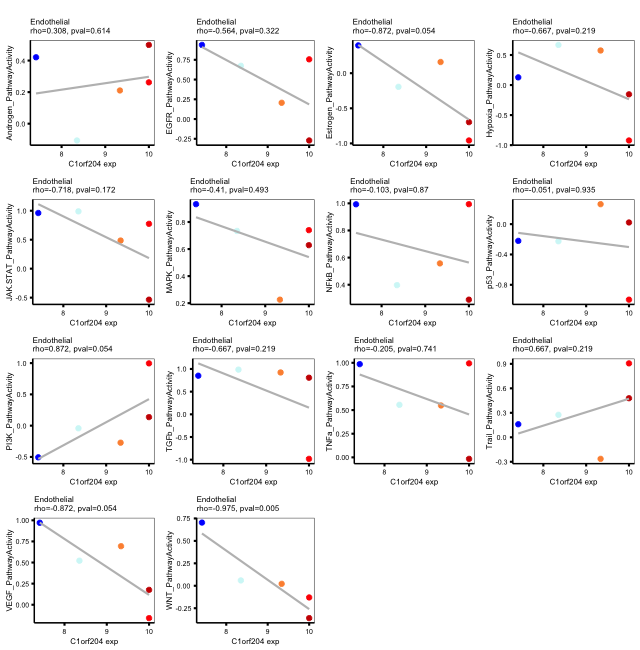 Endothelial
rho=0.308, pval=0.614
Androgen_PathwayActivity
0.4
0.2
0.0
8
9
10
C1orf204 exp
Endothelial
rho=-0.564, pval=0.322
EGFR_PathwayActivity
0.75
0.50
0.25
0.00
-0.25
8
9
10
C1orf204 exp
Endothelial
rho=-0.872, pval=0.054
Estrogen_PathwayActivity
0.0
-0.5
-1.0
8
9
10
C1orf204 exp
Endothelial
rho=-0.667, pval=0.219
Hypoxia_PathwayActivity
0.5
0.0
-0.5
-1.0
8
9
10
C1orf204 exp
Endothelial
rho=-0.718, pval=0.172
JAK-STAT_PathwayActivity
1.0
0.5
0.0
-0.5
8
9
10
C1orf204 exp
Endothelial
rho=-0.41, pval=0.493
MAPK_PathwayActivity
0.8
0.6
0.4
0.2
8
9
10
C1orf204 exp
Endothelial
rho=-0.103, pval=0.87
NFkB_PathwayActivity
1.0
0.8
0.6
0.4
8
9
10
C1orf204 exp
Endothelial
rho=-0.051, pval=0.935
p53_PathwayActivity
0.0
-0.4
-0.8
8
9
10
C1orf204 exp
Endothelial
rho=0.872, pval=0.054
PI3K_PathwayActivity
1.0
0.5
0.0
-0.5
8
9
10
C1orf204 exp
Endothelial
rho=-0.667, pval=0.219
TGFb_PathwayActivity
1.0
0.5
0.0
-0.5
-1.0
8
9
10
C1orf204 exp
Endothelial
rho=-0.205, pval=0.741
TNFa_PathwayActivity
1.00
0.75
0.50
0.25
0.00
8
9
10
C1orf204 exp
Endothelial
rho=0.667, pval=0.219
Trail_PathwayActivity
0.9
0.6
0.3
0.0
-0.3
8
9
10
C1orf204 exp
Endothelial
rho=-0.872, pval=0.054
VEGF_PathwayActivity
1.00
0.75
0.50
0.25
0.00
8
9
10
C1orf204 exp
Endothelial
rho=-0.975, pval=0.005
WNT_PathwayActivity
0.75
0.50
0.25
0.00
-0.25
8
9
10
C1orf204 exp